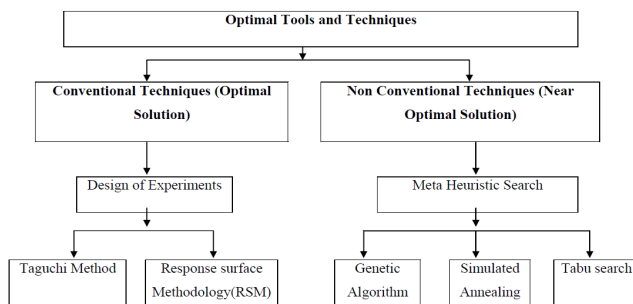 Optimal Tools and Techniques
Conventional Techniques (Optimal
Solution)
Non Conventional Techniques (Near
Optimal Solution)
Design of Experiments
Meta Heuristic Search
Taguchi Method
Response surface
Methodology(RSM)
Genetic
Algorithm
Simulated
Annealing
Tabu search